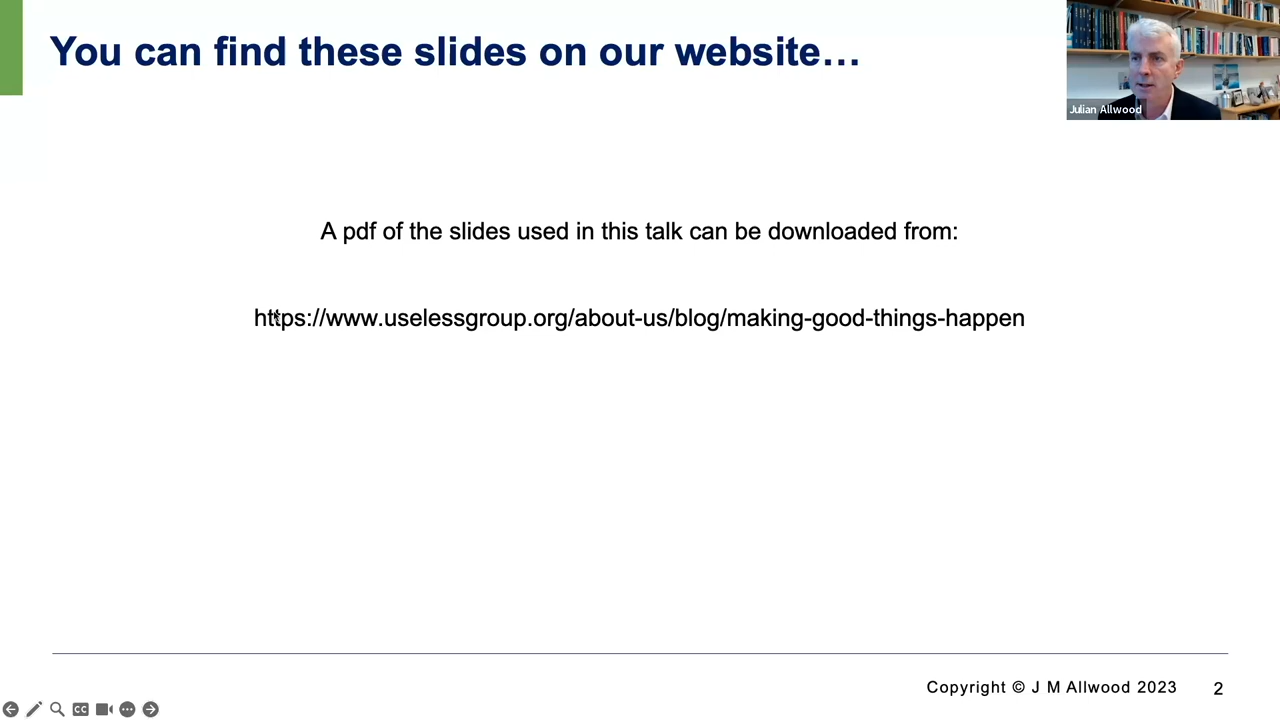 You can find these slides on our website…
Julian Allwood
A pdf of the slides used in this talk can be downloaded from:
https://www.uselessgroup.org/about-us/blog/making-good-things-happen
Copyright © J M Allwood 2023
2
CC